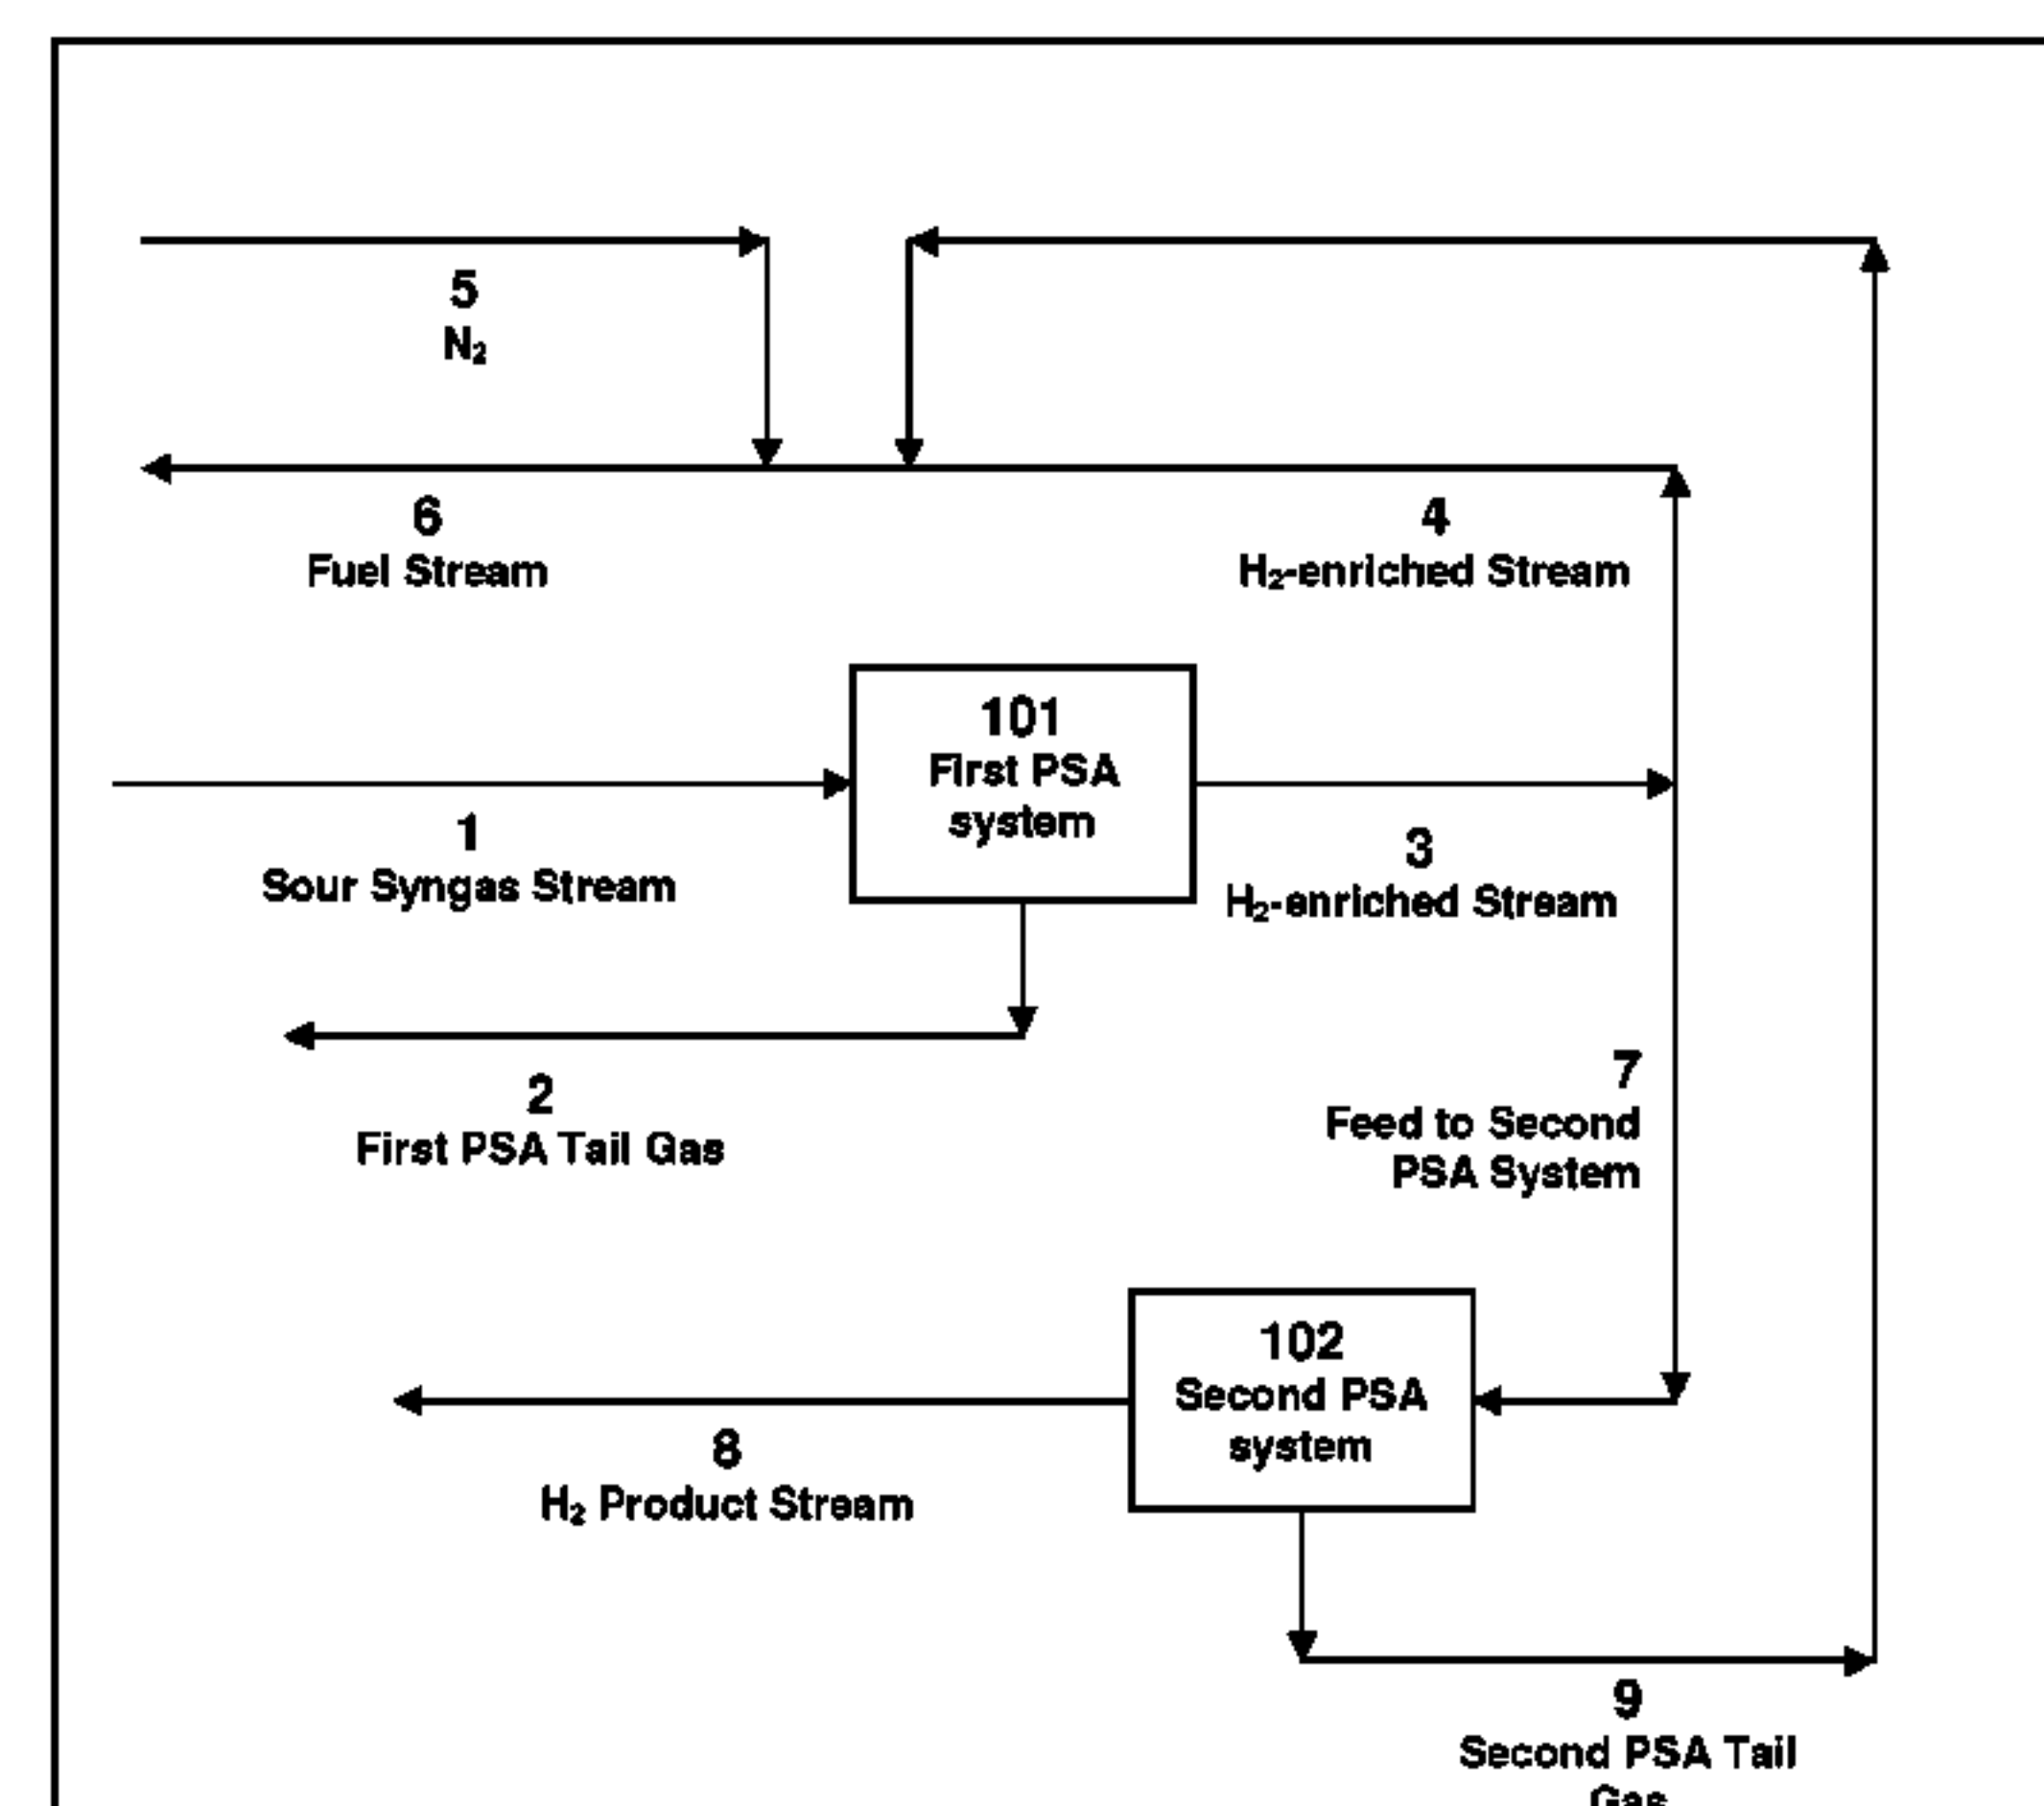 5
N₂
6
Fuel Stream
4
H₂-enriched Stream
101
First PSA
system
1
Sour Syngas Stream
3
H₂-enriched Stream
2
First PSA Tail Gas
7
Feed to Second
PSA System
102
Second PSA
system
8
H₂ Product Stream
9
Second PSA Tail
Gas